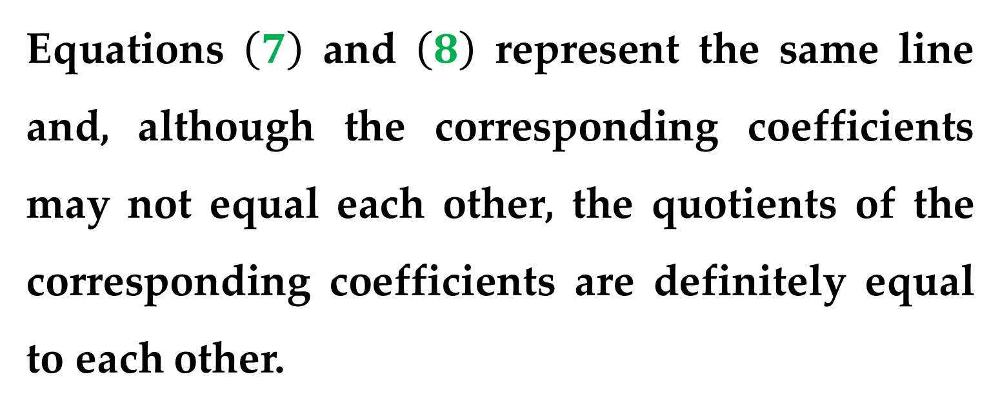 Equations (7) and (8) represent the same line
and, although the corresponding coefficients
may not equal each other, the quotients of the
corresponding coefficients are definitely equal
to each other.